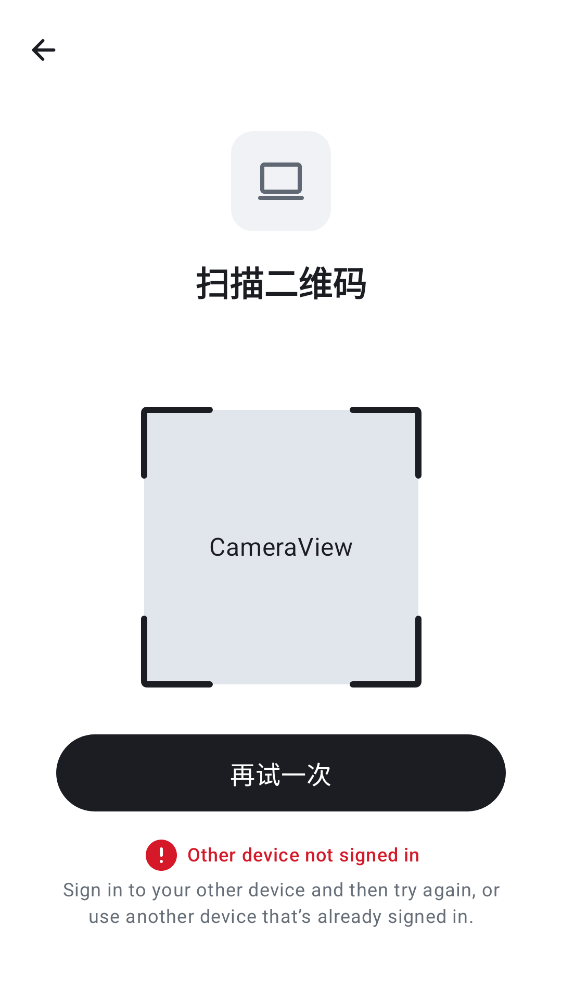 扫描二维码
CameraView
再试一次
Other device not signed in
Sign in to your other device and then try again, or
use another device that’s already signed in.